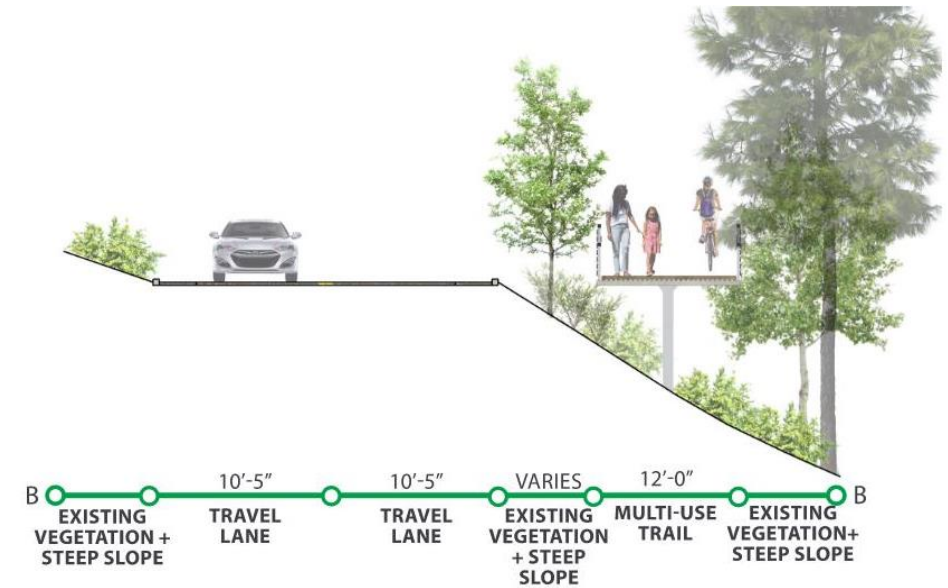 10'-5"
10'-5"
VARIES
12'-0"
B
B
EXISTING
VEGETATION +
STEEP SLOPE
TRAVEL
LANE
TRAVEL
LANE
EXISTING
VEGETATION
+ STEEP
SLOPE
MULTI-USE
TRAIL
EXISTING
VEGETATION+
STEEP SLOPE